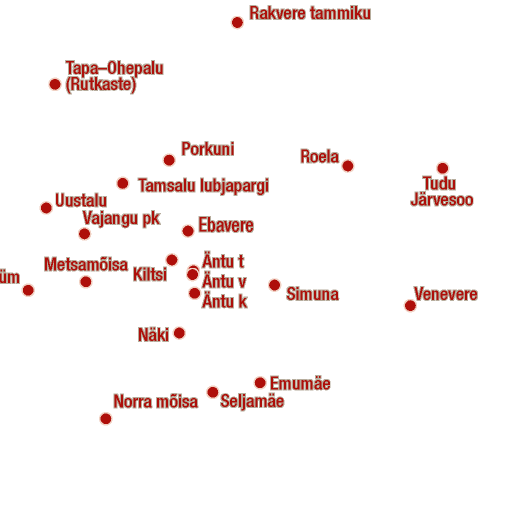 Rakvere tammiku
Tapa–Ohepalu
(Rutkaste)
Porkuni
Roela
Tamsalu lubjapargi
Tudu
Järvesoo
Uustalu
Vajangu pk
Ebavere
Metsamõisa
Äntu t
üm
Kiltsi
Äntu v
Simuna
Venevere
Äntu k
Näki
Emumäe
Norra mõisa
Seljamäe